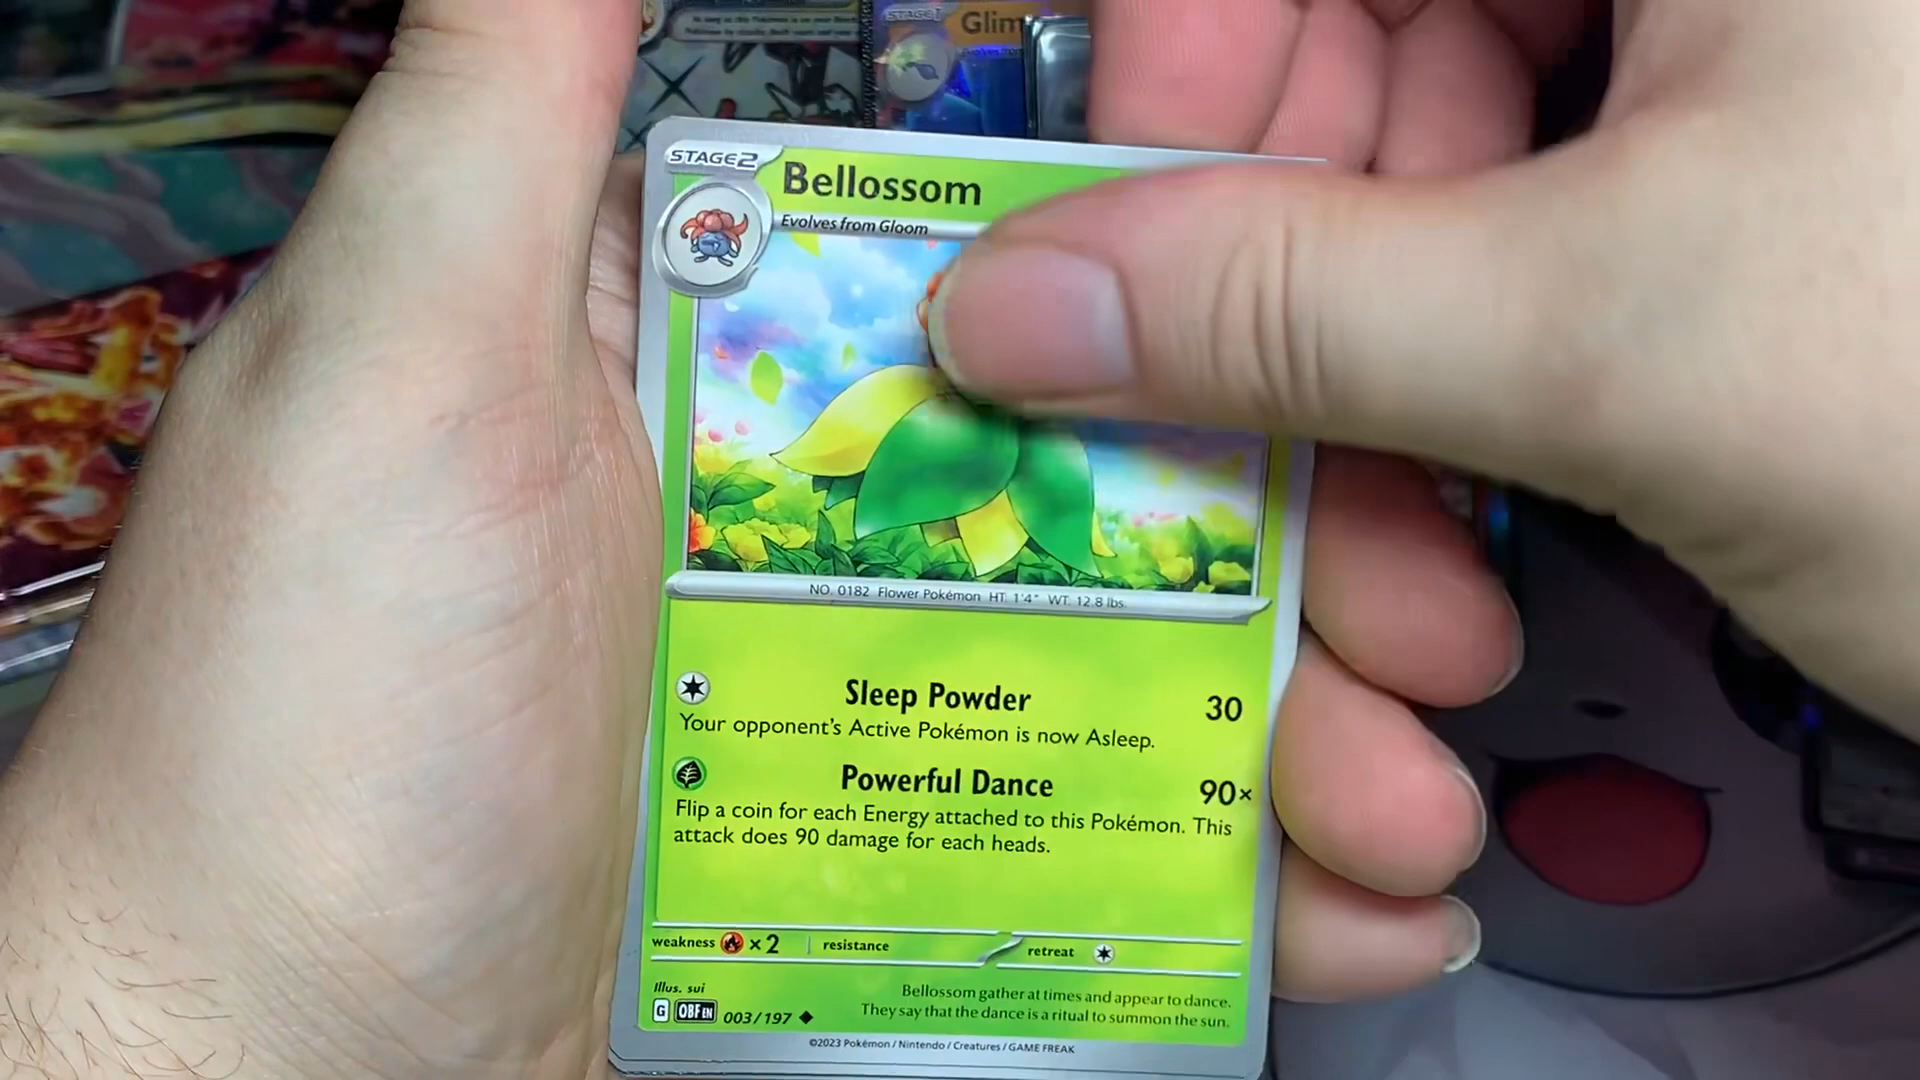 STAGE1
Glim
STAGE2
Bellossom
Evolves from Gloom
NO. 0182 Flower Pokémon HT: 1'4" WT: 12.8 lbs.
Sleep Powder 30
Your opponent's Active Pokémon is now Asleep.
Powerful Dance 90×
Flip a coin for each Energy attached to this Pokémon. This
attack does 90 damage for each heads.
weakness × 2 resistance retreat
Illus. sui
Bellossom gather at times and appear to dance.
They say that the dance is a ritual to summon the sun.
G OBF EN 003/197
©2023 Pokémon / Nintendo / Creatures / GAME FREAK